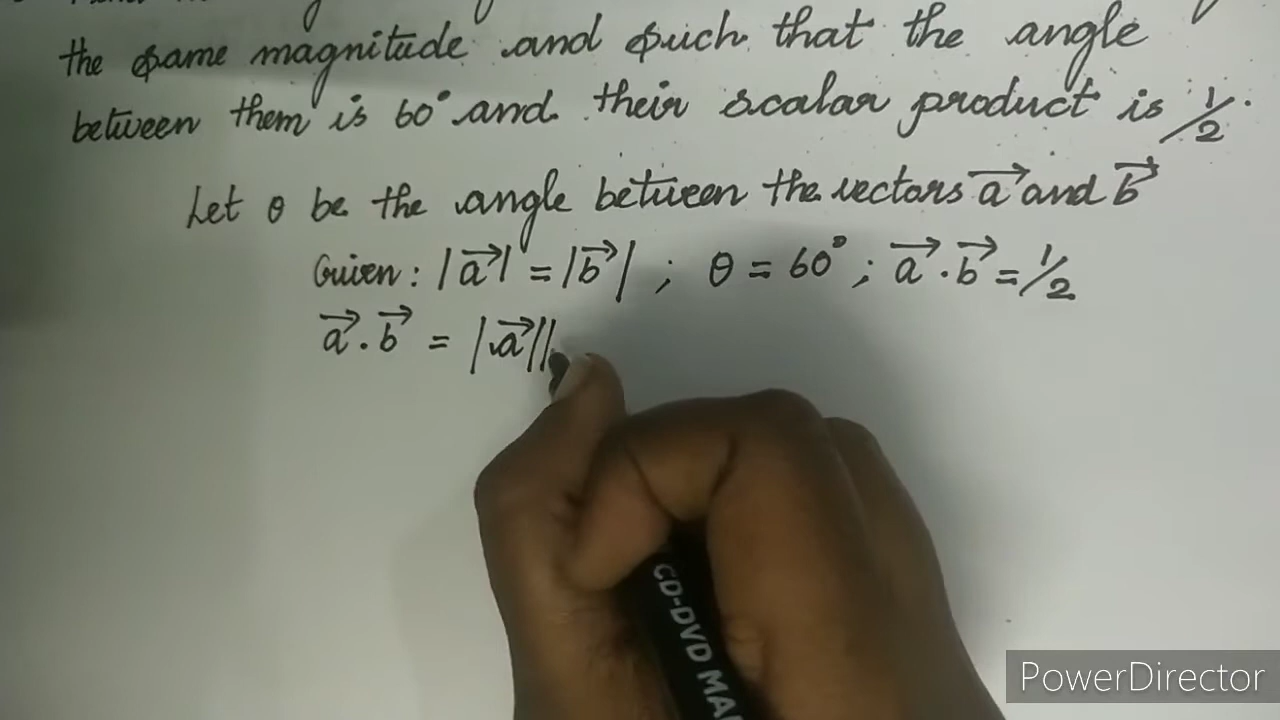 the same magnitude and such that the angle
between them is 60° and their scalar product is 1/2.
Let θ be the angle between the vectors a⃗ and b⃗
Given: |a⃗| = |b⃗| ; θ = 60° ; a⃗ . b⃗ = 1/2
a⃗ . b⃗ = |a⃗||
CD-DVD MA
PowerDirector